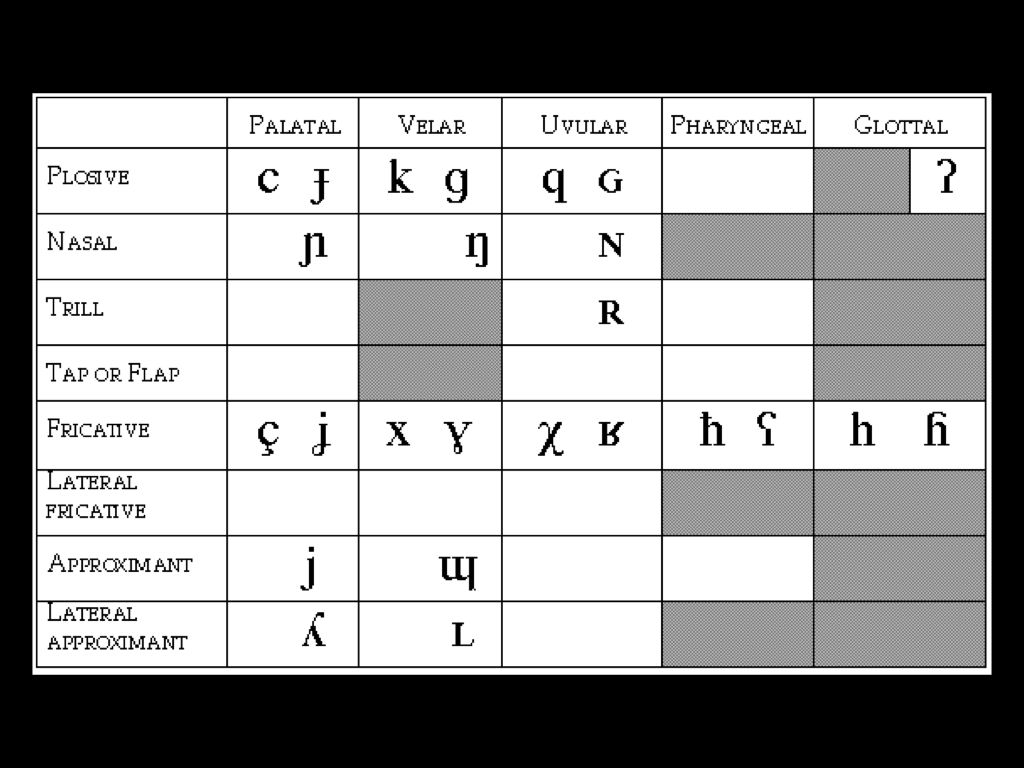 Palatal Velar Uvular Pharyngeal Glottal
Plosive c ɟ k ɡ q ɢ ʔ
Nasal ɲ ŋ ɴ
Trill ʀ
Tap or Flap
Fricative ç ʝ x ɣ χ ʁ ħ ʕ h ɦ
Lateral
fricative
Approximant j ɰ
Lateral
approximant ʎ ʟ